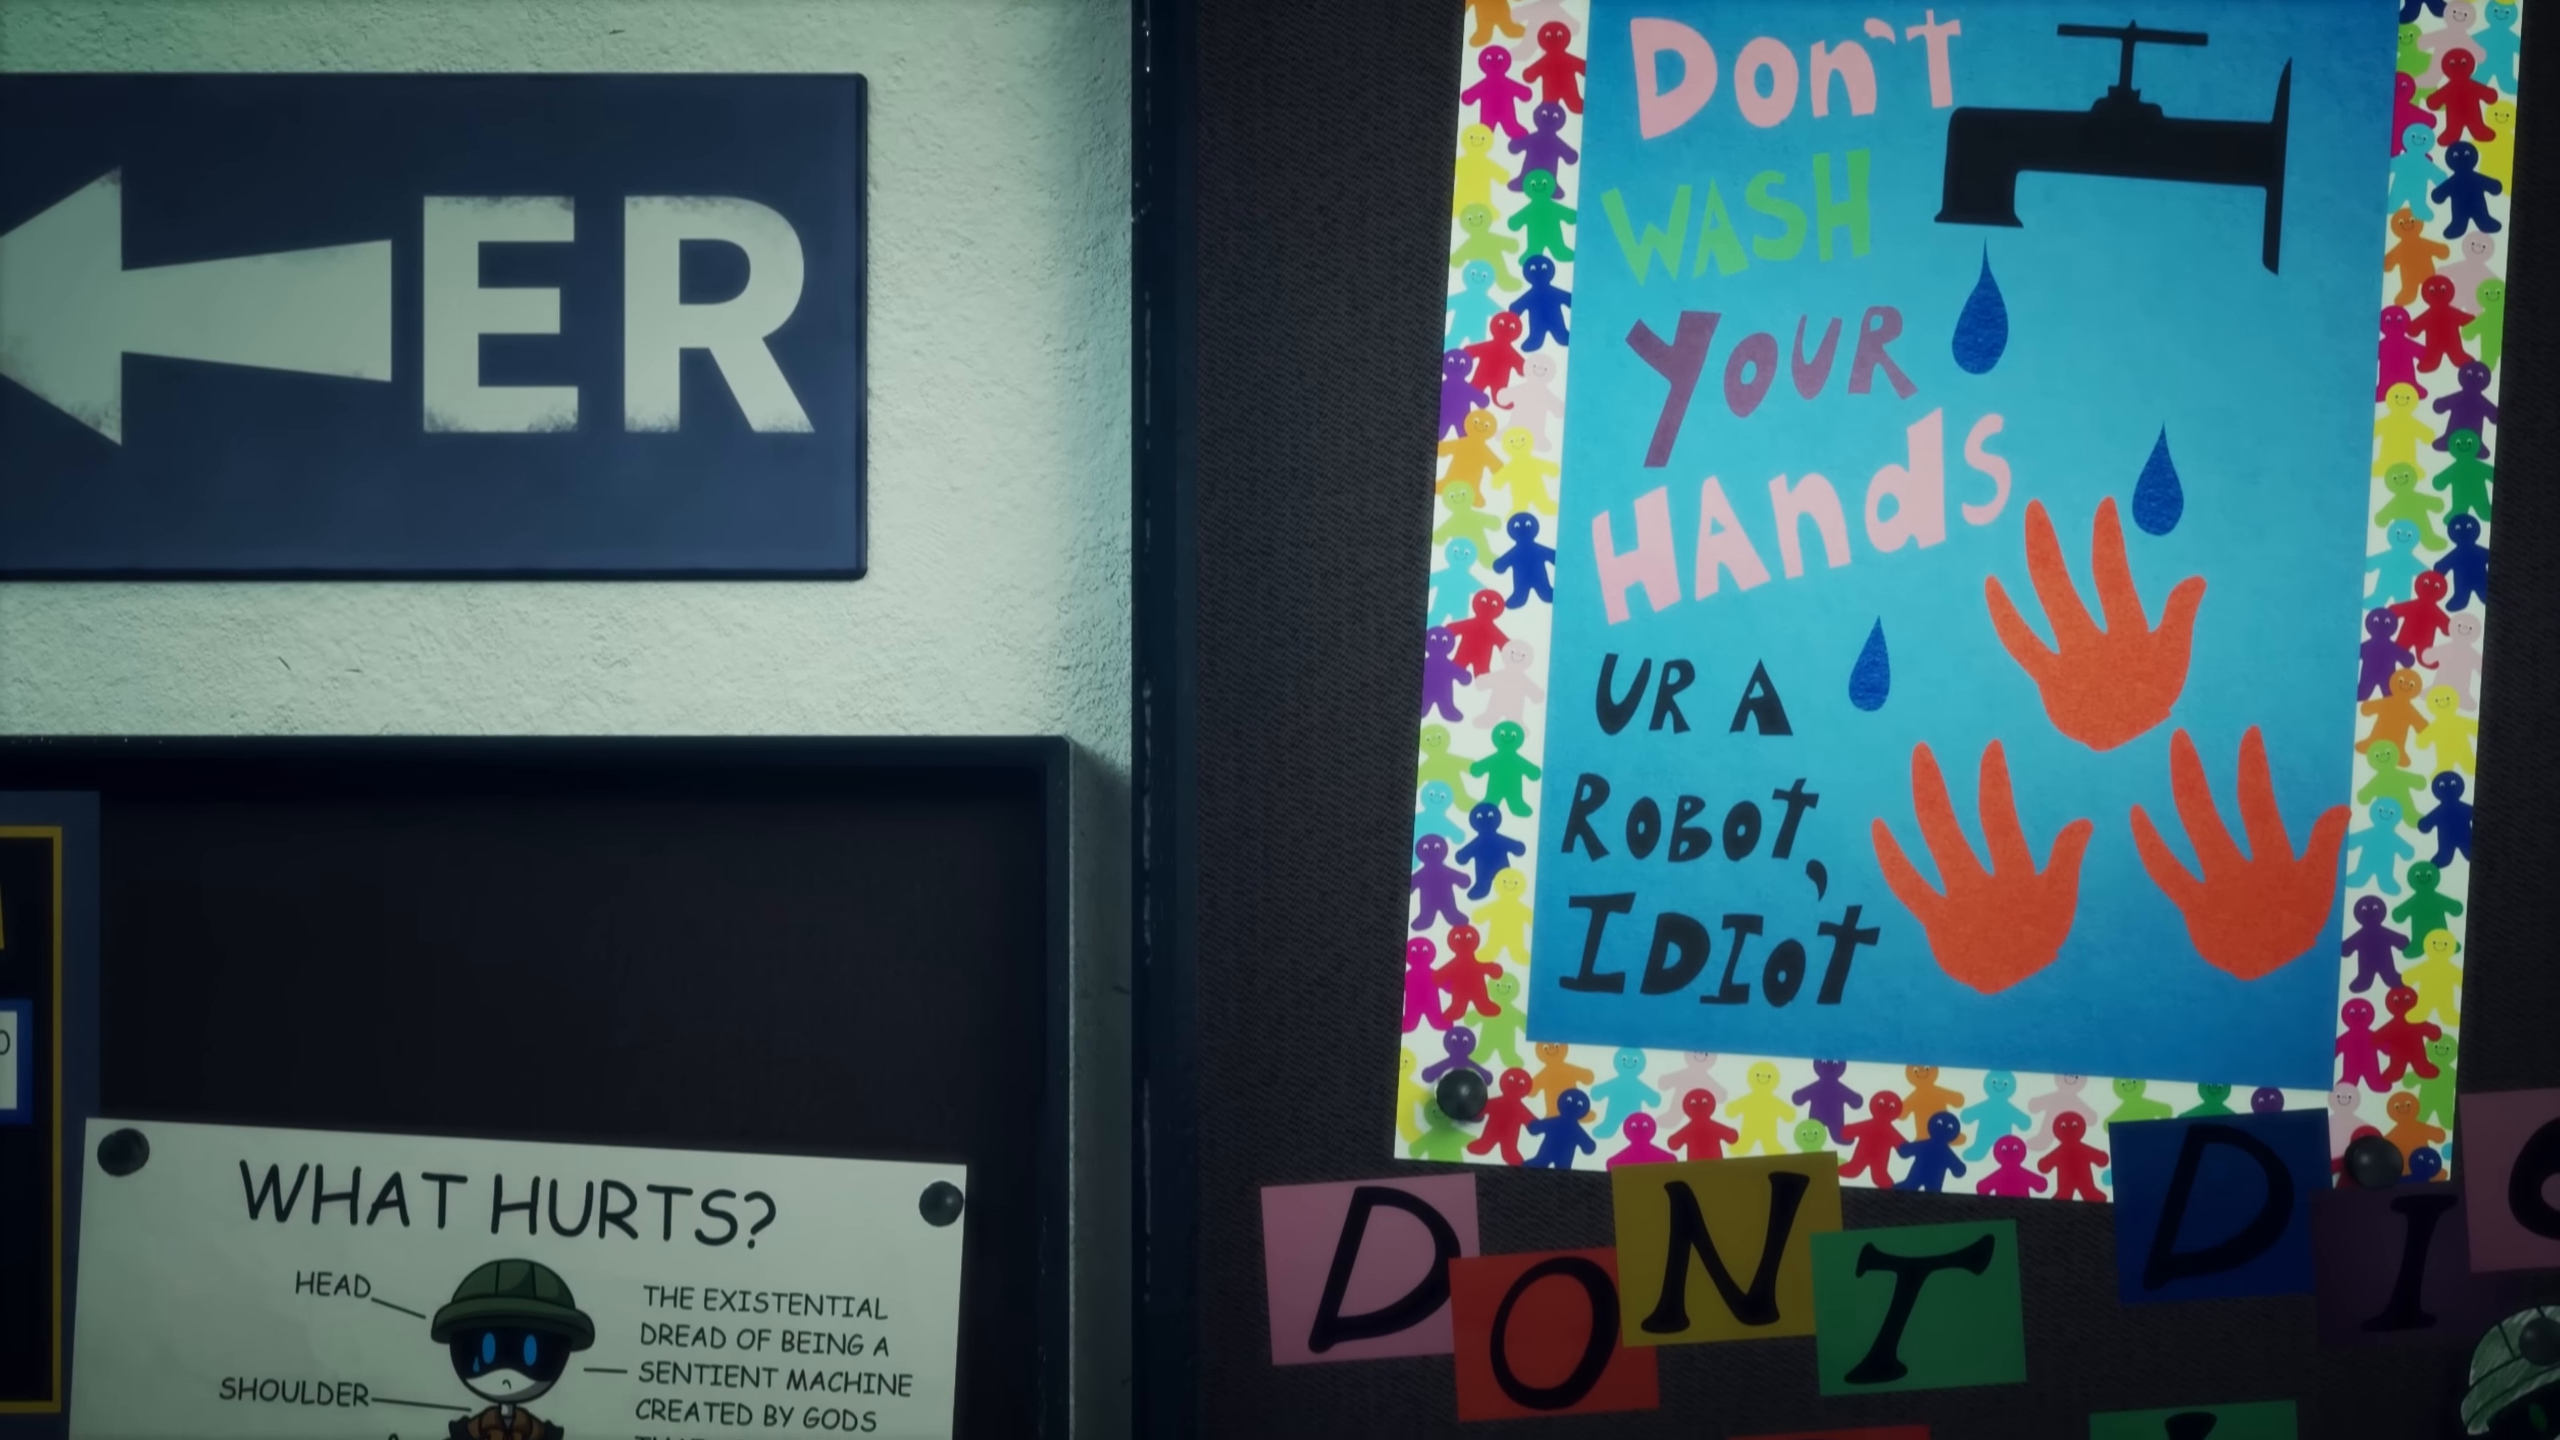 ER
Don't
WASH
YOUR
HAndS
UR A
ROBOt,
IDIot
WHAT HURTS?
HEAD
SHOULDER
THE EXISTENTIAL
DREAD OF BEING A
SENTIENT MACHINE
CREATED BY GODS
DONT DI